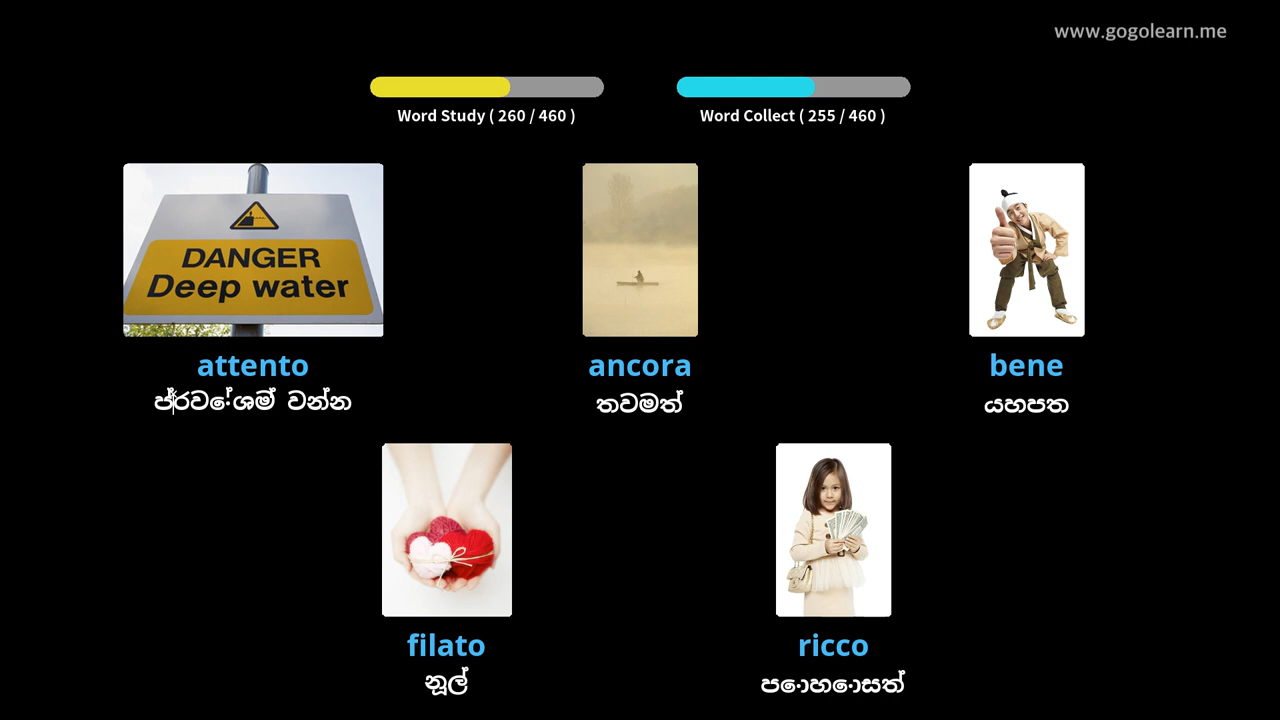 www.gogolearn.me
Word Study ( 260 / 460 )
Word Collect ( 255 / 460 )
DANGER
Deep water
attento
ප්‍රවේශම් වන්න
ancora
තවමත්
bene
යහපත
filato
නූල්
ricco
පොහොසත්